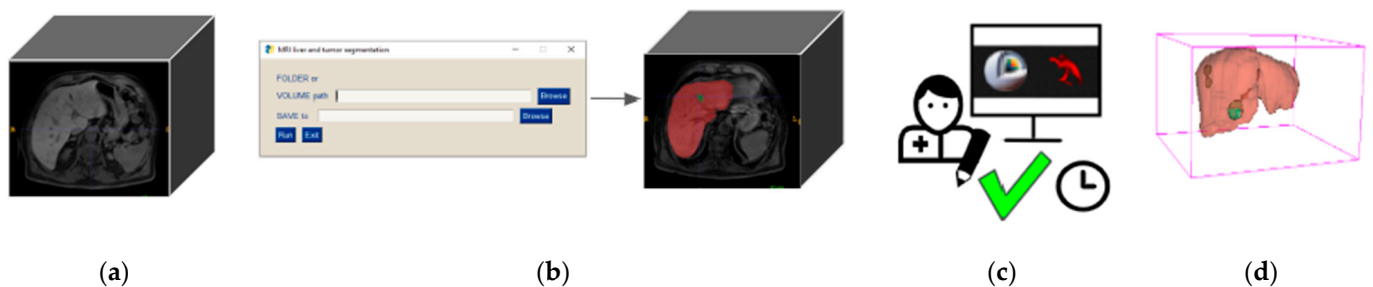 MRI liver and tumor segmentation
FOLDER or
VOLUME path
Browse
SAVE to
Browse
Run Exit
(a) (b) (c) (d)